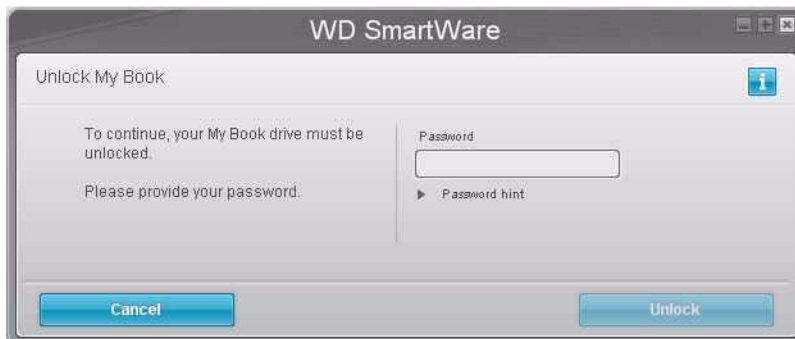 WD SmartWare
Unlock My Book
i
To continue, your My Book drive must be
unlocked.
Please provide your password.
Password
Password hint
Cancel
Unlock